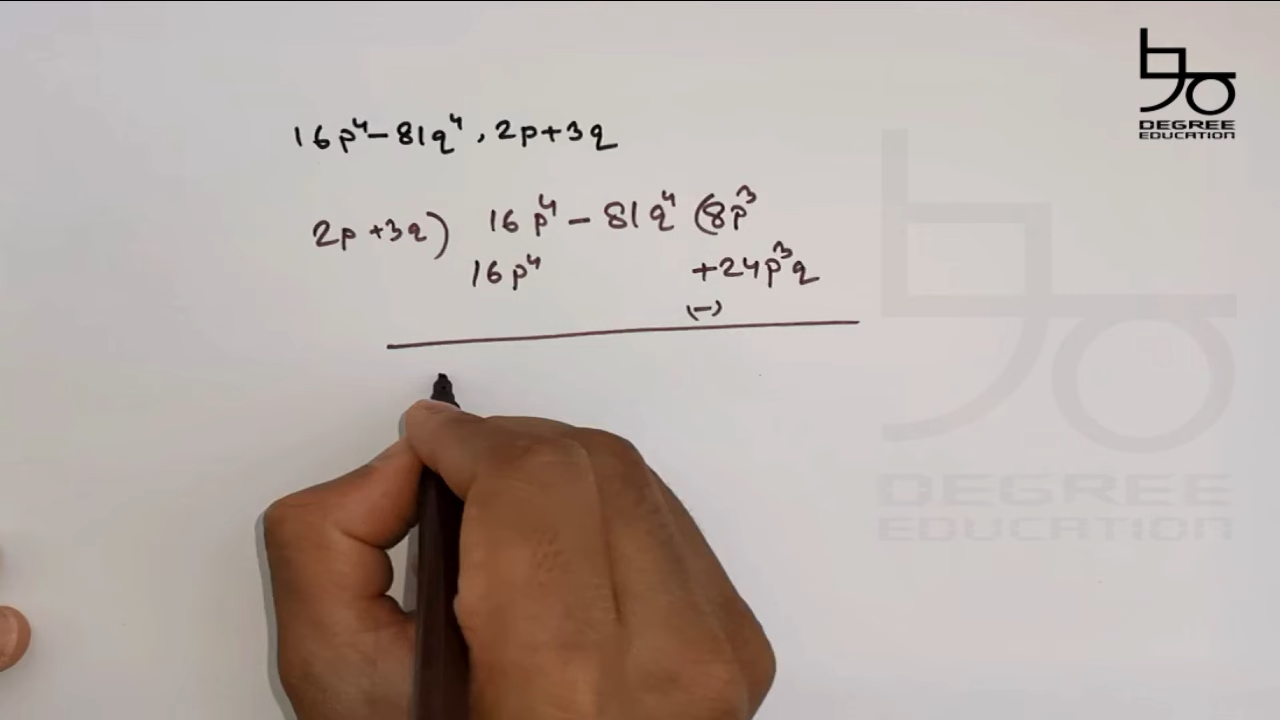 16p⁴ - 81q⁴, 2p + 3q
2p + 3q) 16p⁴ - 81q⁴ (8p³
16p⁴ + 24p³q
(-)
DEGREE
EDUCATION
DEGREE
EDUCATION